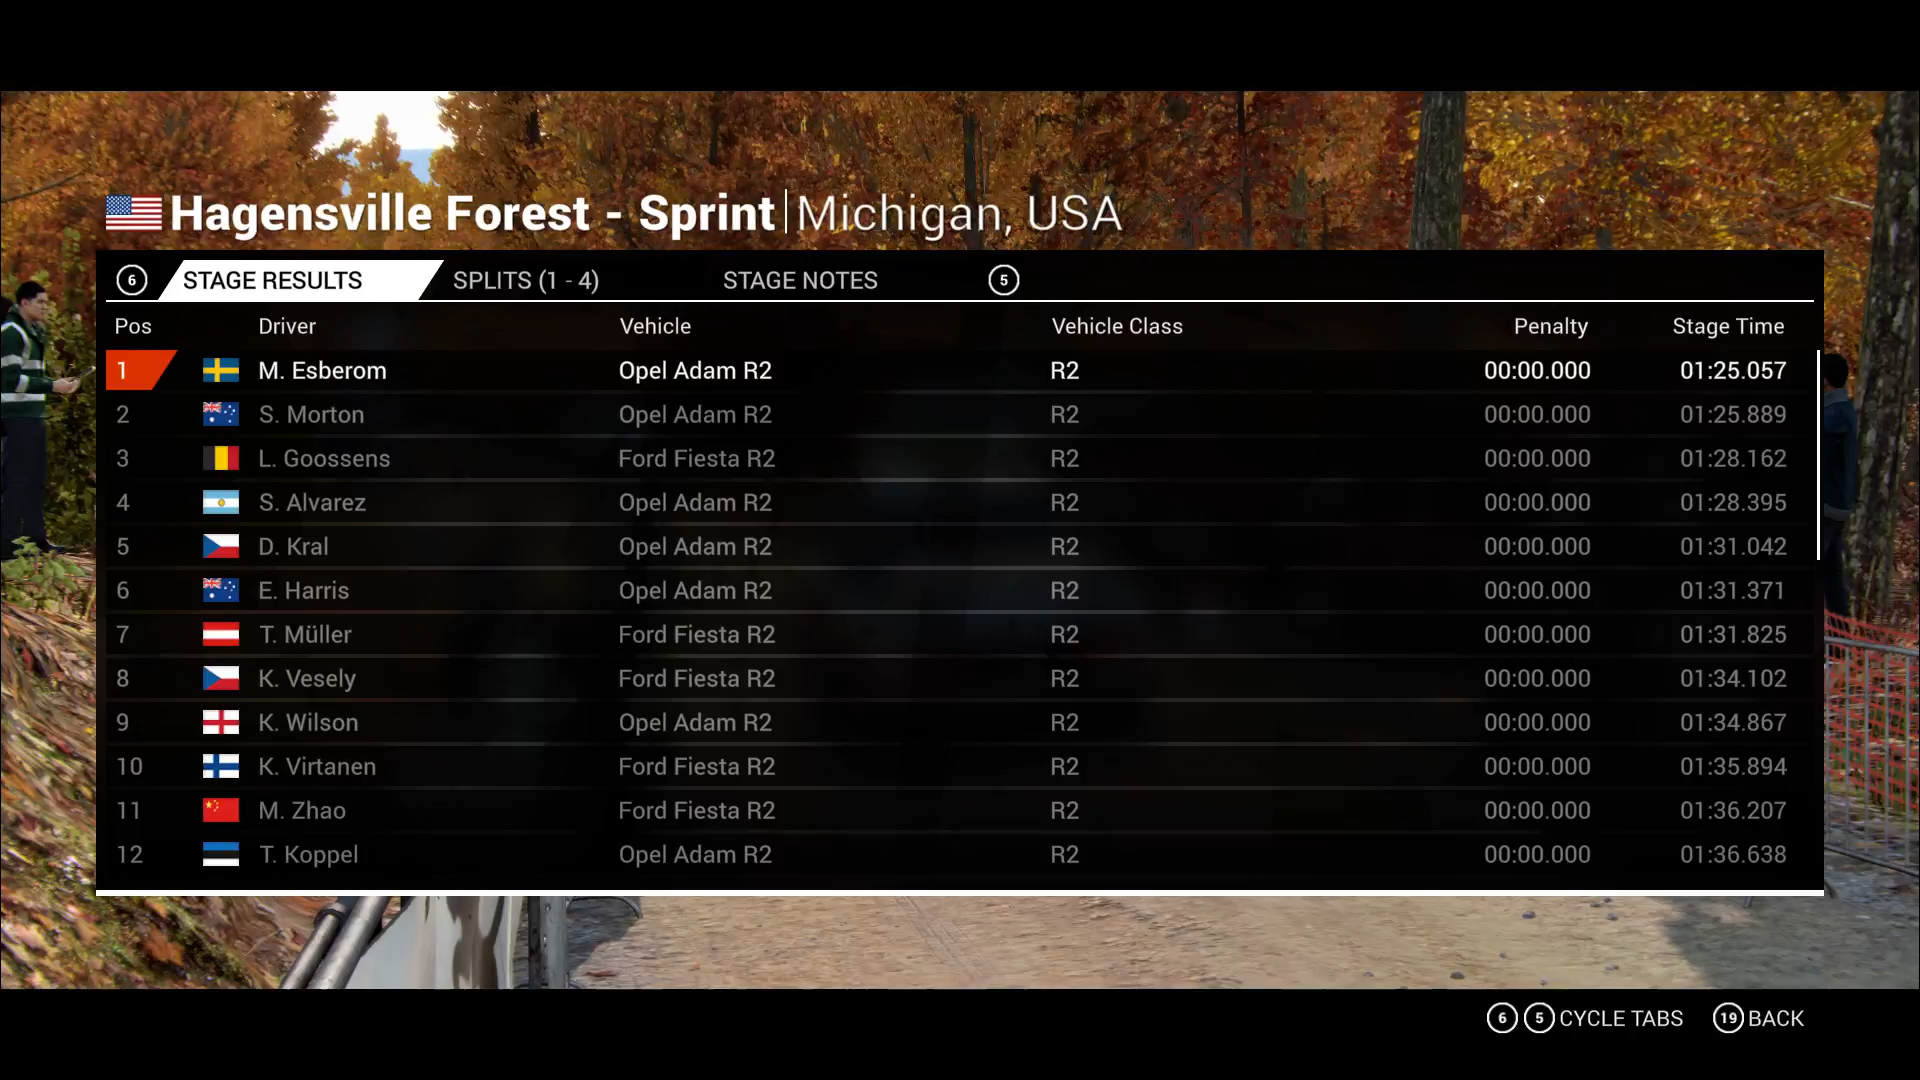 Hagensville Forest - Sprint | Michigan, USA
6 STAGE RESULTS SPLITS (1 - 4) STAGE NOTES 5
Pos Driver Vehicle Vehicle Class Penalty Stage Time
1 M. Esberom Opel Adam R2 R2 00:00.000 01:25.057
2 S. Morton Opel Adam R2 R2 00:00.000 01:25.889
3 L. Goossens Ford Fiesta R2 R2 00:00.000 01:28.162
4 S. Alvarez Opel Adam R2 R2 00:00.000 01:28.395
5 D. Kral Opel Adam R2 R2 00:00.000 01:31.042
6 E. Harris Opel Adam R2 R2 00:00.000 01:31.371
7 T. Müller Ford Fiesta R2 R2 00:00.000 01:31.825
8 K. Vesely Ford Fiesta R2 R2 00:00.000 01:34.102
9 K. Wilson Opel Adam R2 R2 00:00.000 01:34.867
10 K. Virtanen Ford Fiesta R2 R2 00:00.000 01:35.894
11 M. Zhao Ford Fiesta R2 R2 00:00.000 01:36.207
12 T. Koppel Opel Adam R2 R2 00:00.000 01:36.638
6 5 CYCLE TABS 19 BACK